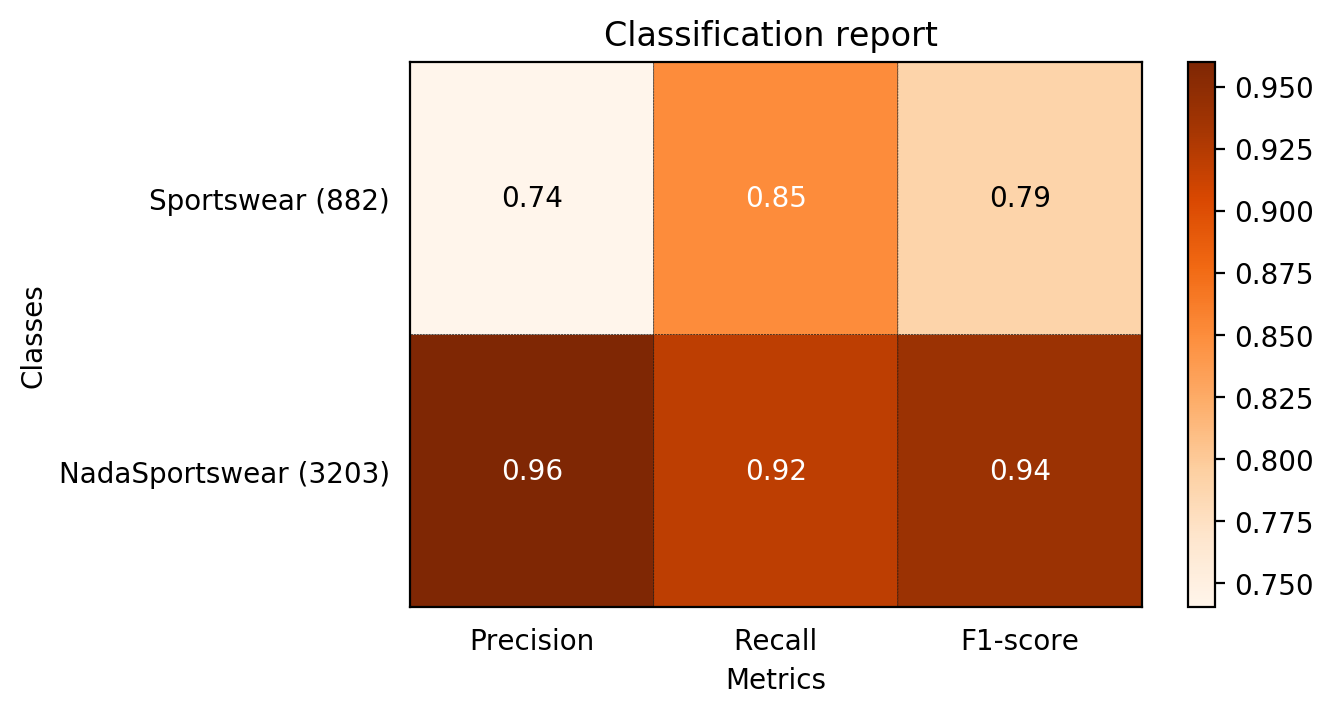 Classification report
Classes
Sportswear (882)
0.74 0.85 0.79
NadaSportswear (3203)
0.96 0.92 0.94
Precision Recall F1-score
Metrics
0.950
0.925
0.900
0.875
0.850
0.825
0.800
0.775
0.750